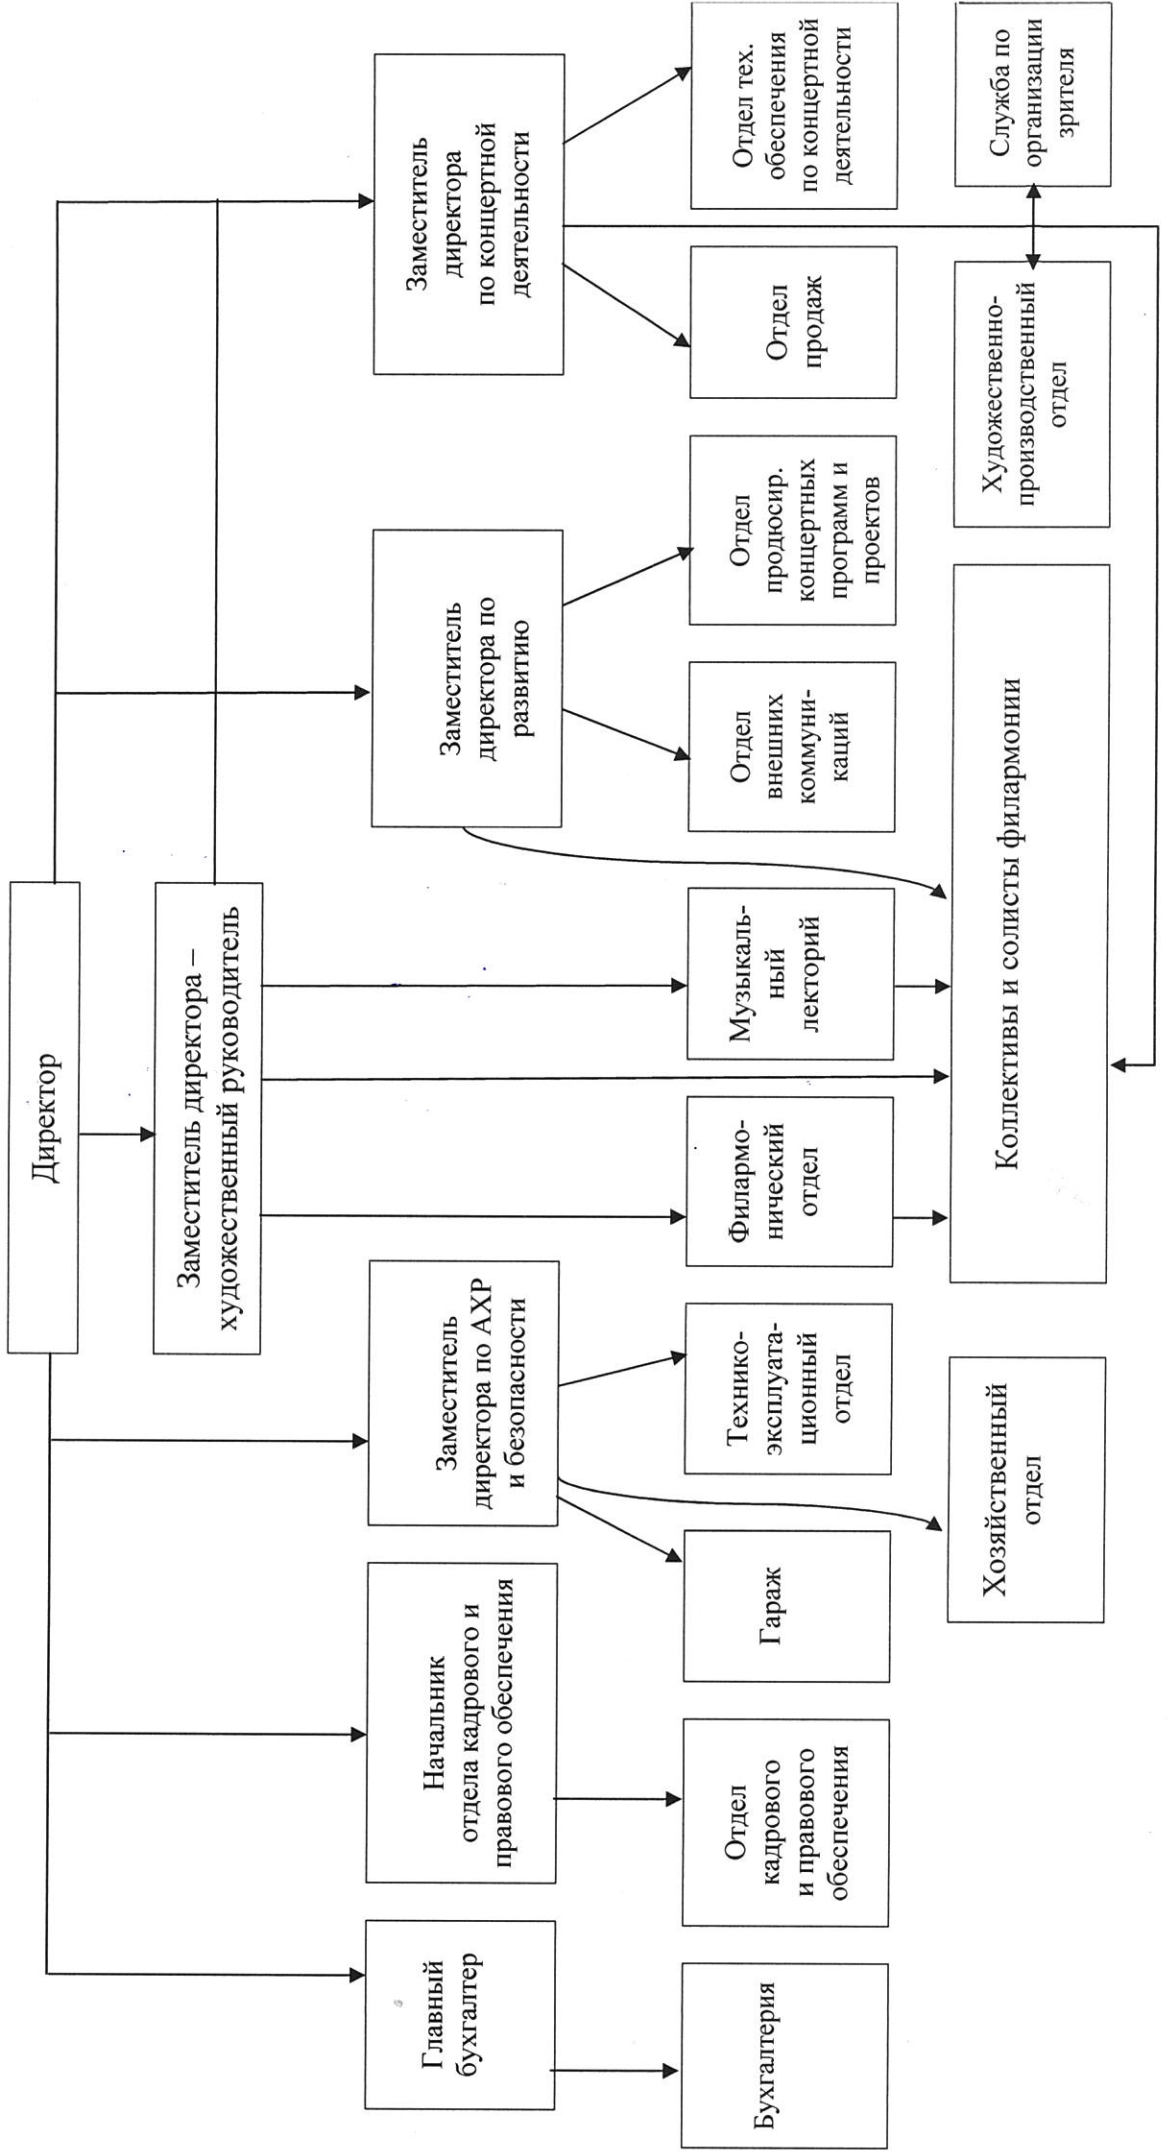 Директор
Заместитель директора –
художественный руководитель
Главный
бухгалтер
Начальник
отдела кадрового и
правового обеспечения
Заместитель
директора по АХР
и безопасности
Заместитель
директора по
развитию
Заместитель
директора
по концертной
деятельности
Бухгалтерия
Отдел
кадрового
и правового
обеспечения
Гараж
Технико-
эксплуата-
ционный
отдел
Филармо-
нический
отдел
Музыкаль-
ный
лекторий
Отдел
внешних
коммуни-
каций
Отдел
продюсир.
концертных
программ и
проектов
Отдел
продаж
Отдел тех.
обеспечения
по концертной
деятельности
Хозяйственный
отдел
Коллективы и солисты филармонии
Художественно-
производственный
отдел
Служба по
организации
зрителя